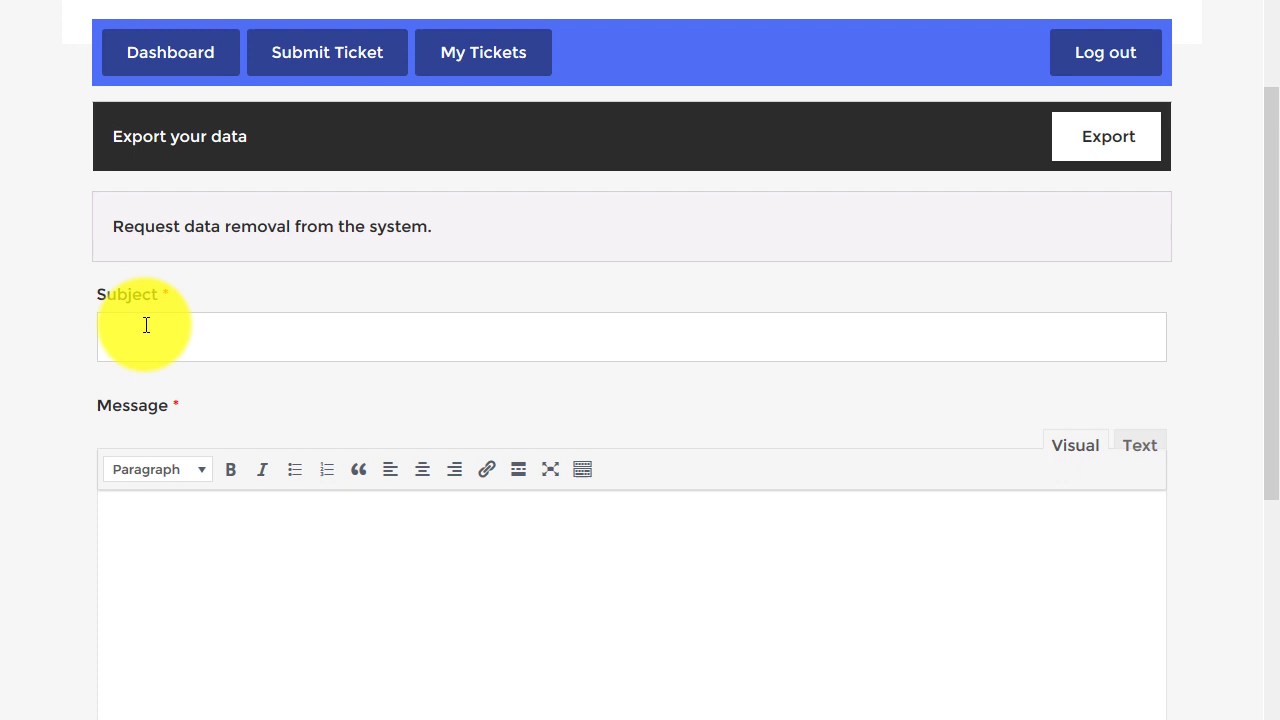 Dashboard Submit Ticket My Tickets Log out
Export your data Export
Request data removal from the system.
Subject *
Message *
Visual Text
Paragraph B I